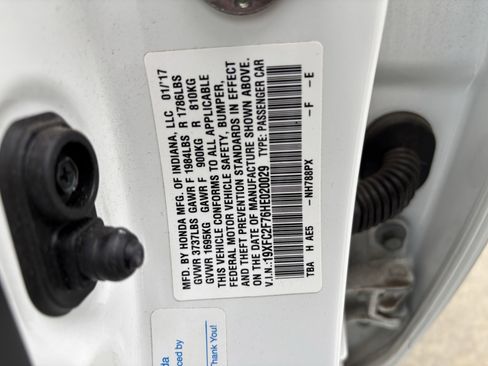 MFD. BY HONDA MFG. OF INDIANA, LLC 01/'17
GVWR 3737LBS GAWR F 1984LBS R 1786LBS
GVWR 1695KG GAWR F 900KG R 810KG
THIS VEHICLE CONFORMS TO ALL APPLICABLE
FEDERAL MOTOR VEHICLE SAFETY, BUMPER,
AND THEFT PREVENTION STANDARDS IN EFFECT
ON THE DATE OF MANUFACTURE SHOWN ABOVE.
V.I.N.:19XFC2F76HE020029 TYPE: PASSENGER CAR
TBA H AE5 —NH788PX —F —E
Thank You!